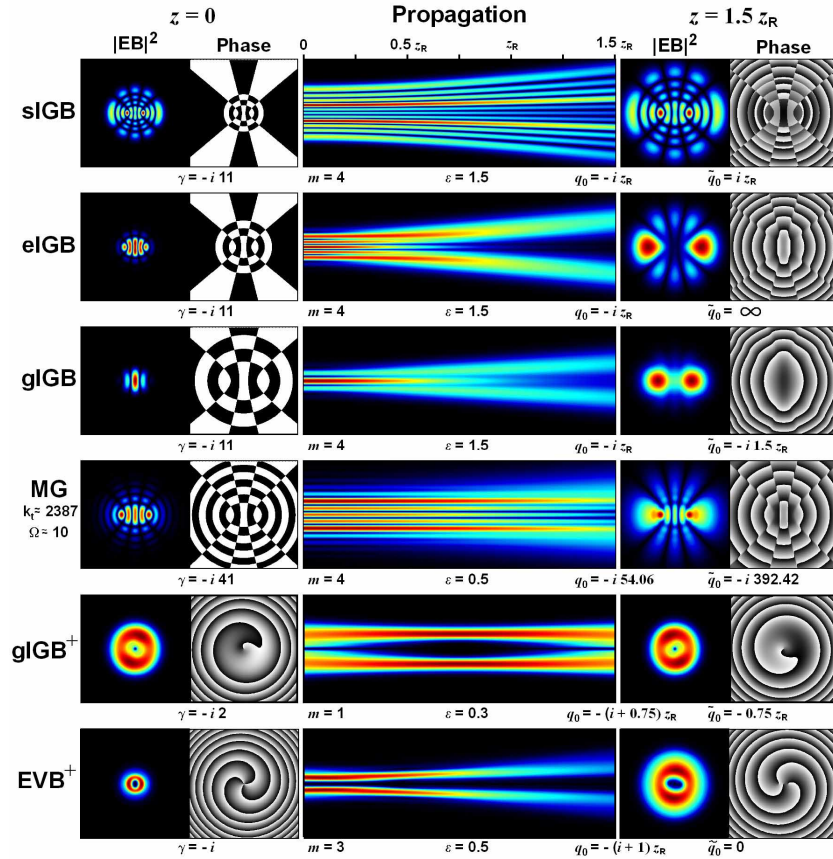 z = 0 Propagation z = 1.5 zR
|EB|² Phase 0 0.5 zR zR 1.5 zR |EB|² Phase
sIGB
γ = - i 11 m = 4 ε = 1.5 q₀ = - i zR q̃₀ = i zR
eIGB
γ = - i 11 m = 4 ε = 1.5 q₀ = - i zR q̃₀ = ∞
gIGB
γ = - i 11 m = 4 ε = 1.5 q₀ = - i zR q̃₀ = - i 1.5 zR
MG
kt ≈ 2387
Ω ≈ 10
γ = - i 41 m = 4 ε = 0.5 q₀ = - i 54.06 q̃₀ = - i 392.42
gIGB⁺
γ = - i 2 m = 1 ε = 0.3 q₀ = - (i + 0.75) zR q̃₀ = - 0.75 zR
EVB⁺
γ = - i m = 3 ε = 0.5 q₀ = - (i + 1) zR q̃₀ = 0